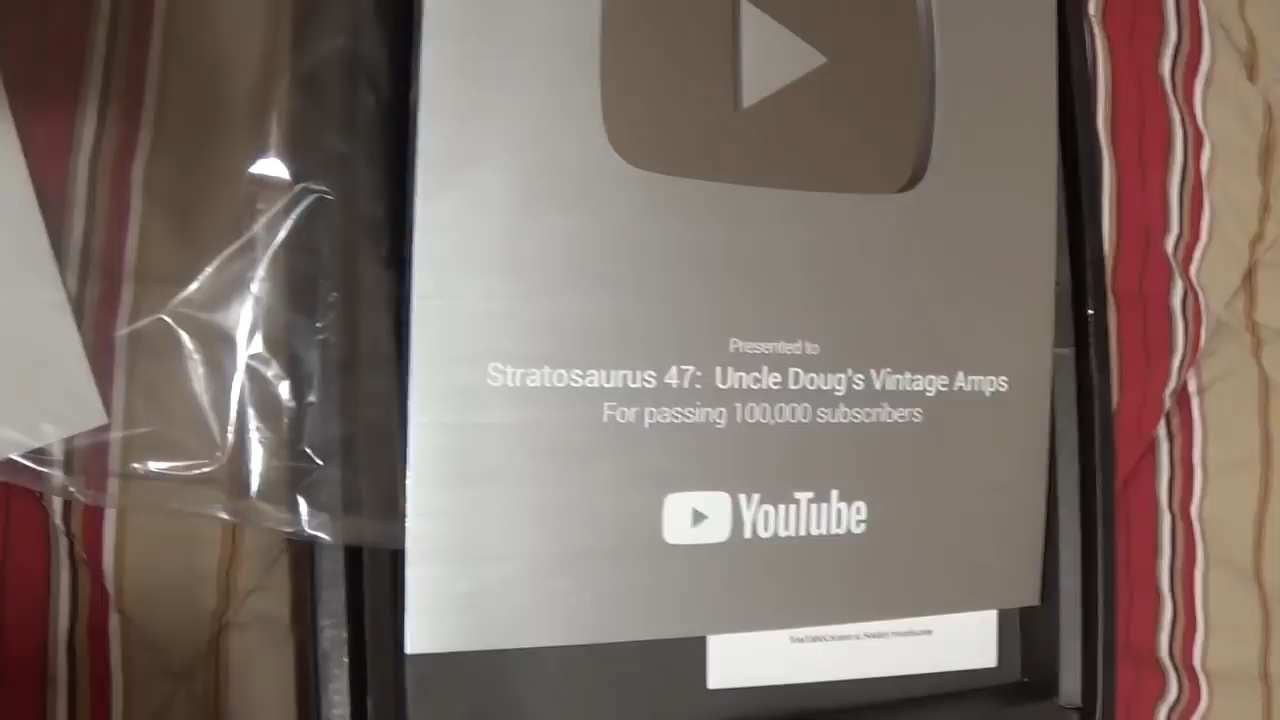 Presented to
Stratosaurus 47: Uncle Doug's Vintage Amps
For passing 100,000 subscribers
YouTube